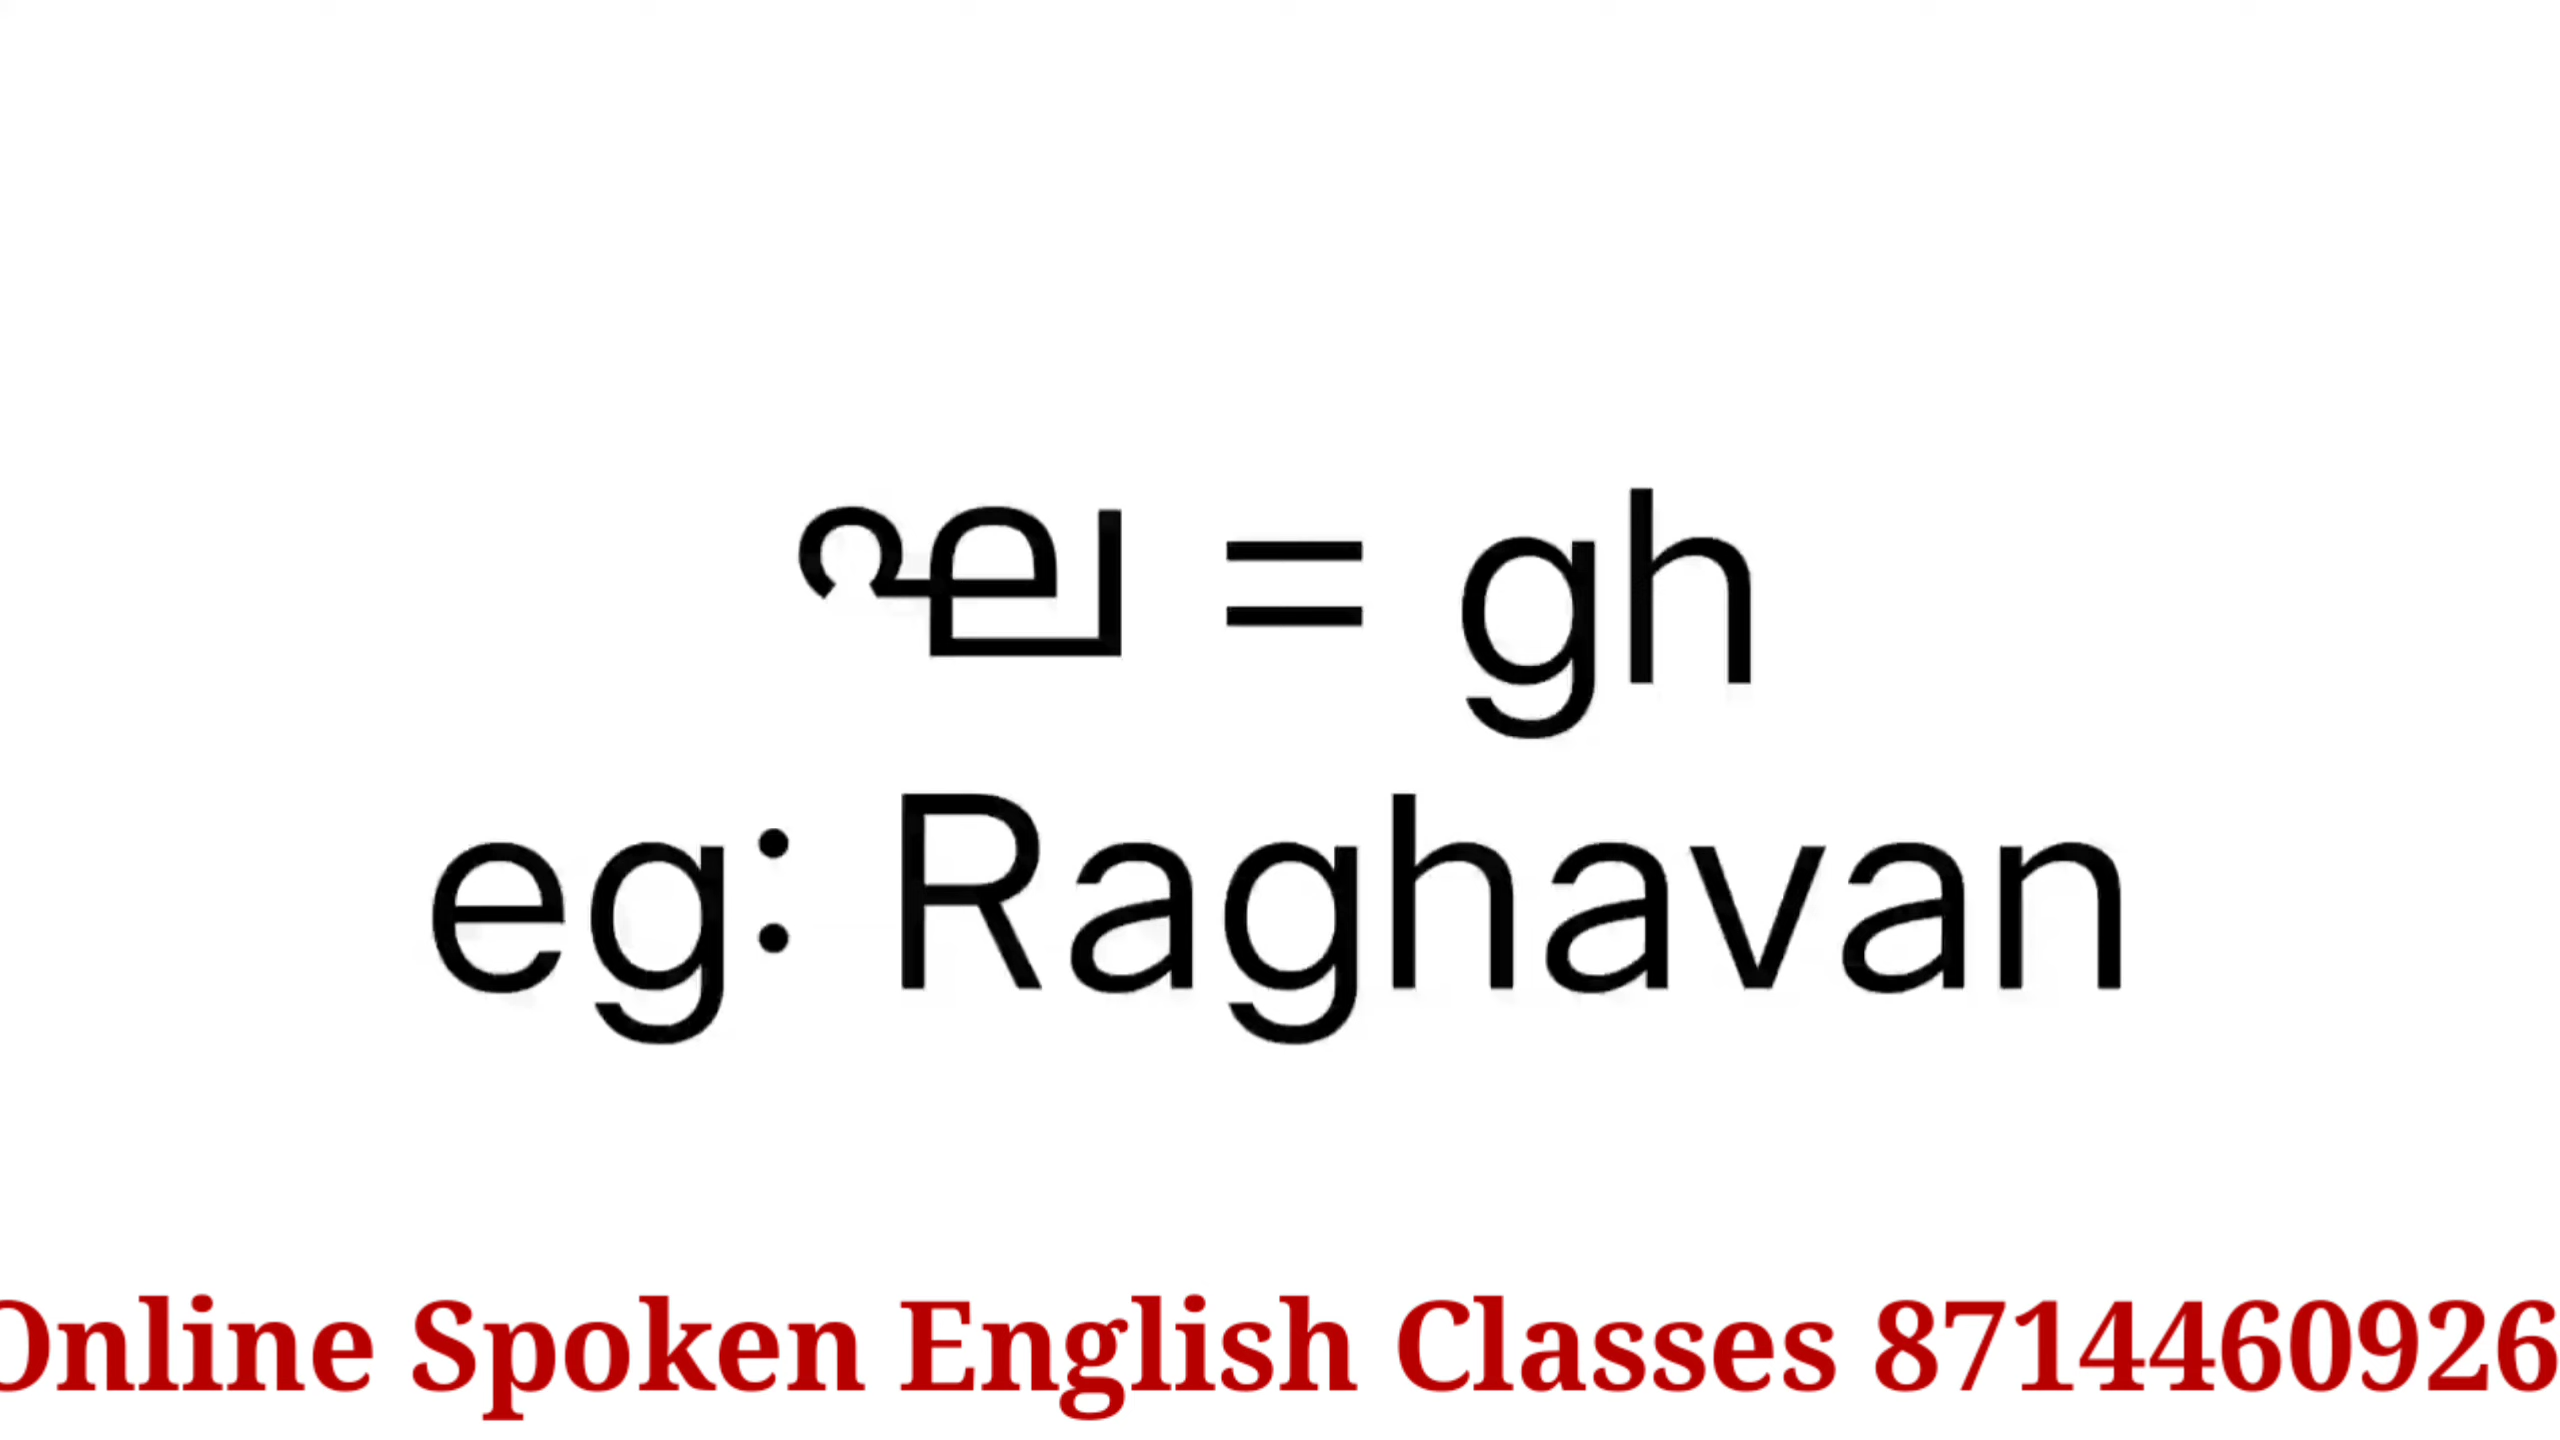 ഘ = gh
eg: Raghavan
Online Spoken English Classes 8714460926